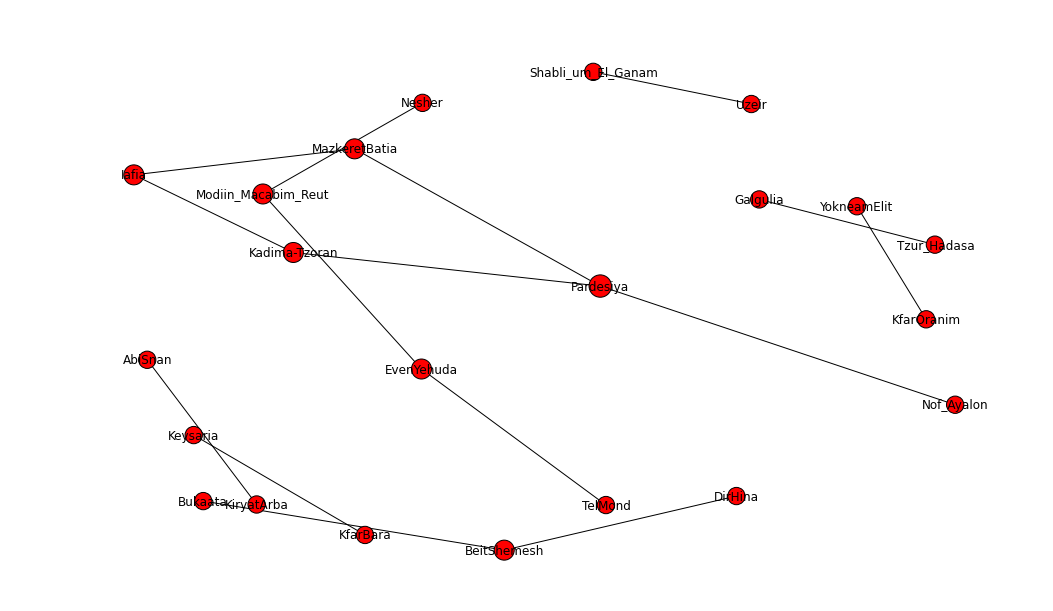 Shabli_um_El_Ganam
Nesher
Uzeir
MazkeretBatia
Iafia
Modiin_Macabim_Reut
Galgulia
YokneamElit
Tzur_Hadasa
Kadima-Tzoran
Pardesiya
KfarOranim
AbuSnan
EvenYehuda
Nof_Ayalon
Keysaria
Bukaata
KiryatArba
TelMond
DirHina
KfarBara
BeitShemesh